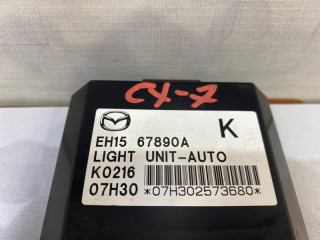 CX-7
K
EH15 67890A
LIGHT UNIT-AUTO
K0216
07H30 *07H302573680*